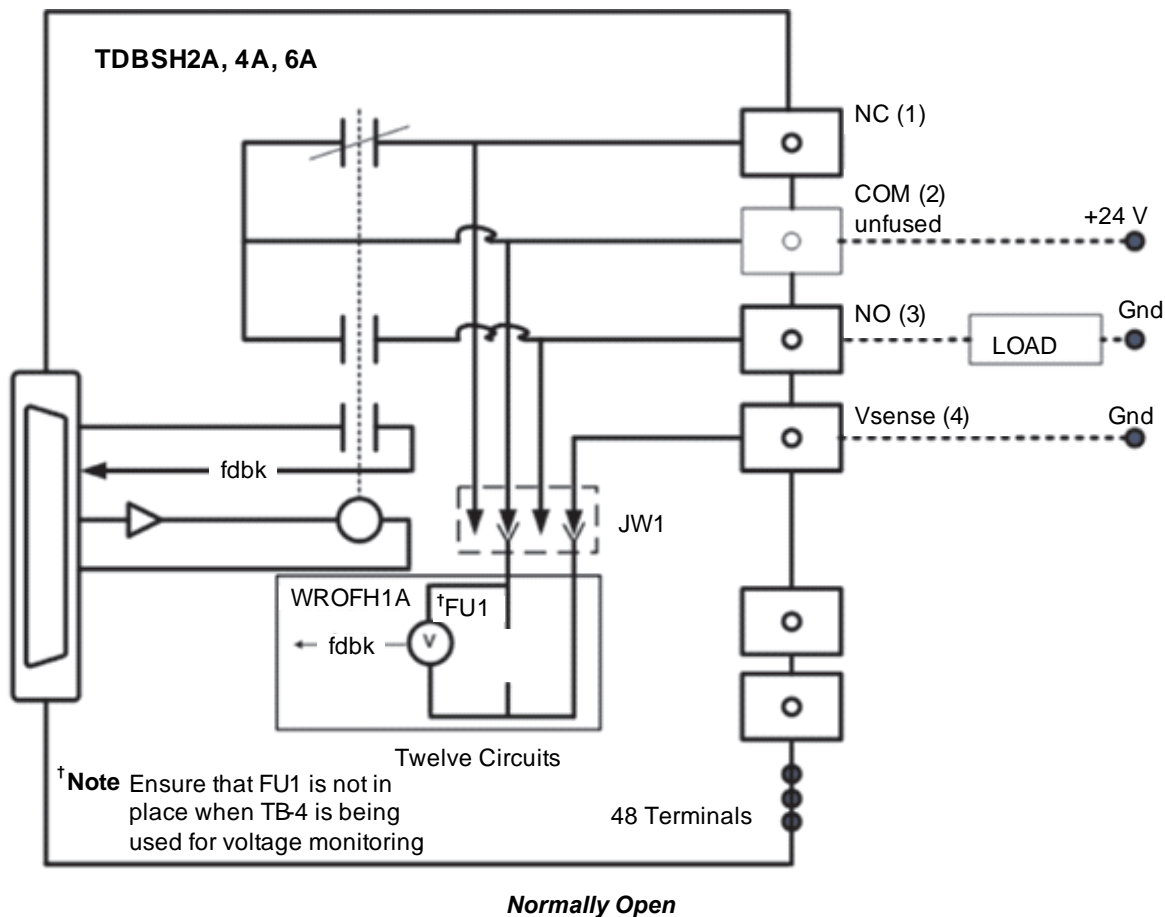 TDBSH2A, 4A, 6A
NC (1)
COM (2)
unfused
+24 V
NO (3)
LOAD
Gnd
Vsense (4)
Gnd
fdbk
JW1
WROFH1A
†FU1
V
fdbk
Twelve Circuits
†Note Ensure that FU1 is not in
place when TB-4 is being
used for voltage monitoring
48 Terminals
Normally Open